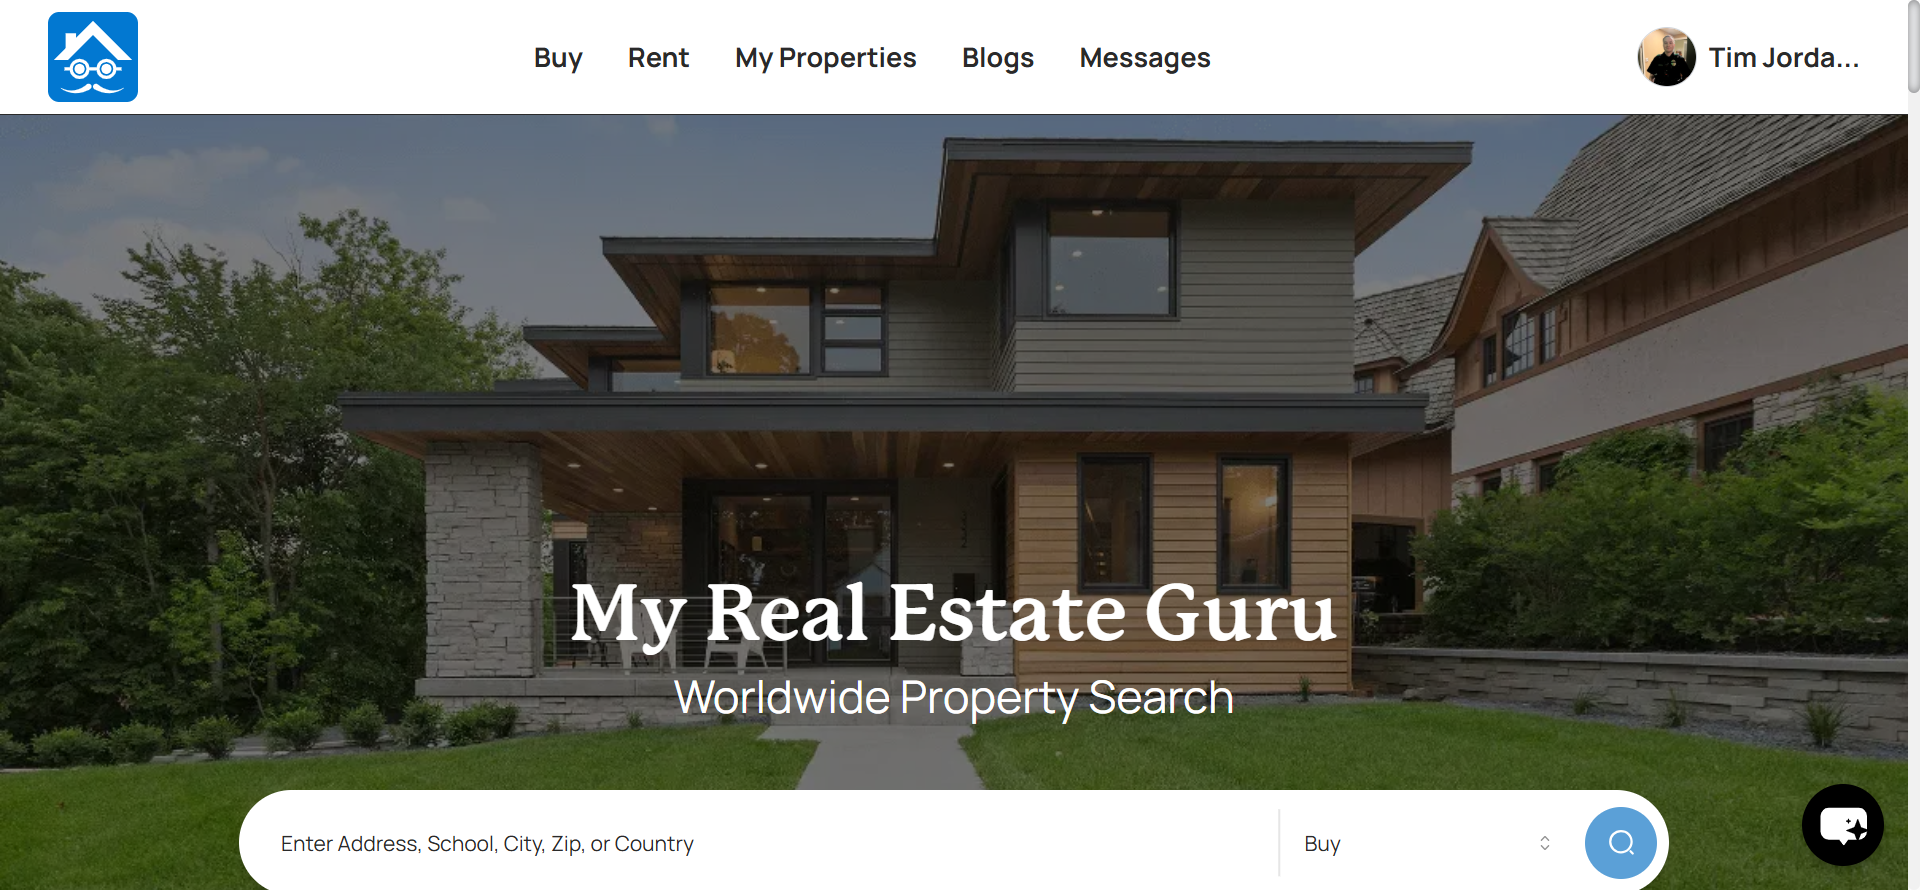 Buy
Rent
My Properties
Blogs
Messages
Tim Jorda...
My Real Estate Guru
Worldwide Property Search
Enter Address, School, City, Zip, or Country
Buy